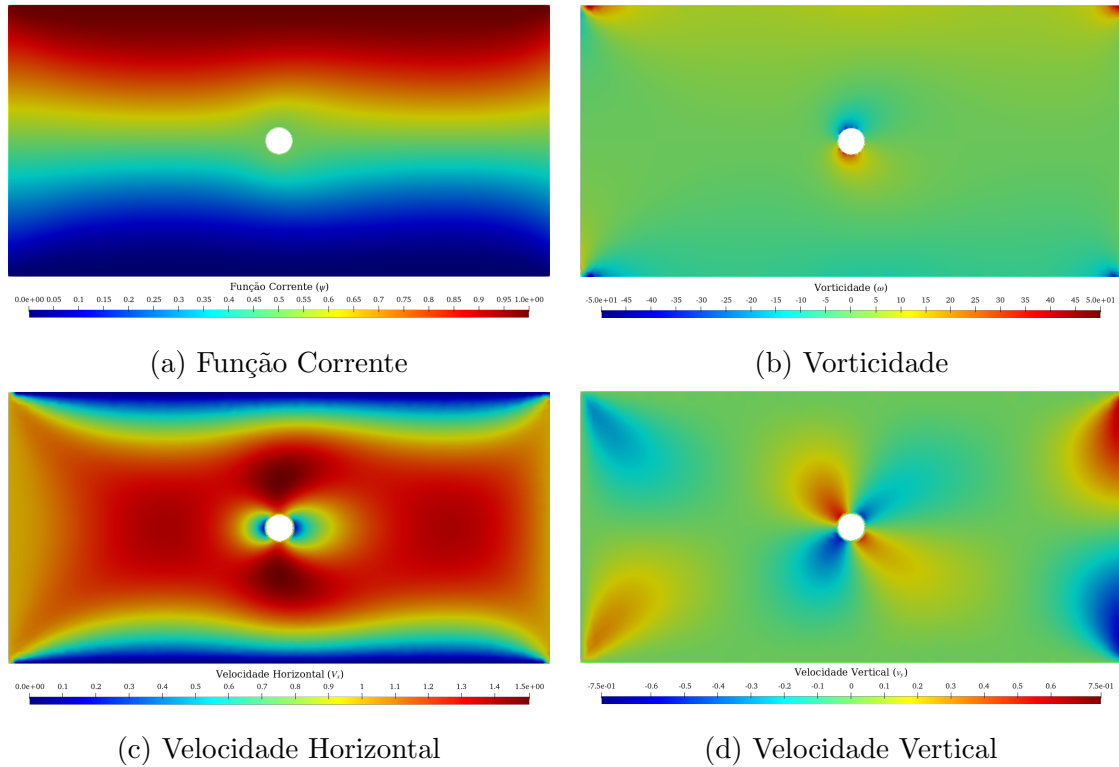 Função Corrente (ψ)
0.0e+00 0.05 0.1 0.15 0.2 0.25 0.3 0.35 0.4 0.45 0.5 0.55 0.6 0.65 0.7 0.75 0.8 0.85 0.9 1.0e+00
Vorticidade (ω)
-5.0e+01 -45 -40 -35 -30 -25 -20 -15 -10 -5 0 5 10 15 20 25 30 35 40 45 5.0e+01
(a) Função Corrente
(b) Vorticidade
Velocidade Horizontal (Vₓ)
0.0e+00 0.1 0.2 0.3 0.4 0.5 0.6 0.7 0.8 0.9 1 1.1 1.2 1.3 1.4 1.5e+00
Velocidade Vertical (vᵧ)
-7.5e-01 -0.6 -0.5 -0.4 -0.2 -0.1 0 0.1 0.2 0.4 0.5 0.6 7.5e-01
(c) Velocidade Horizontal
(d) Velocidade Vertical